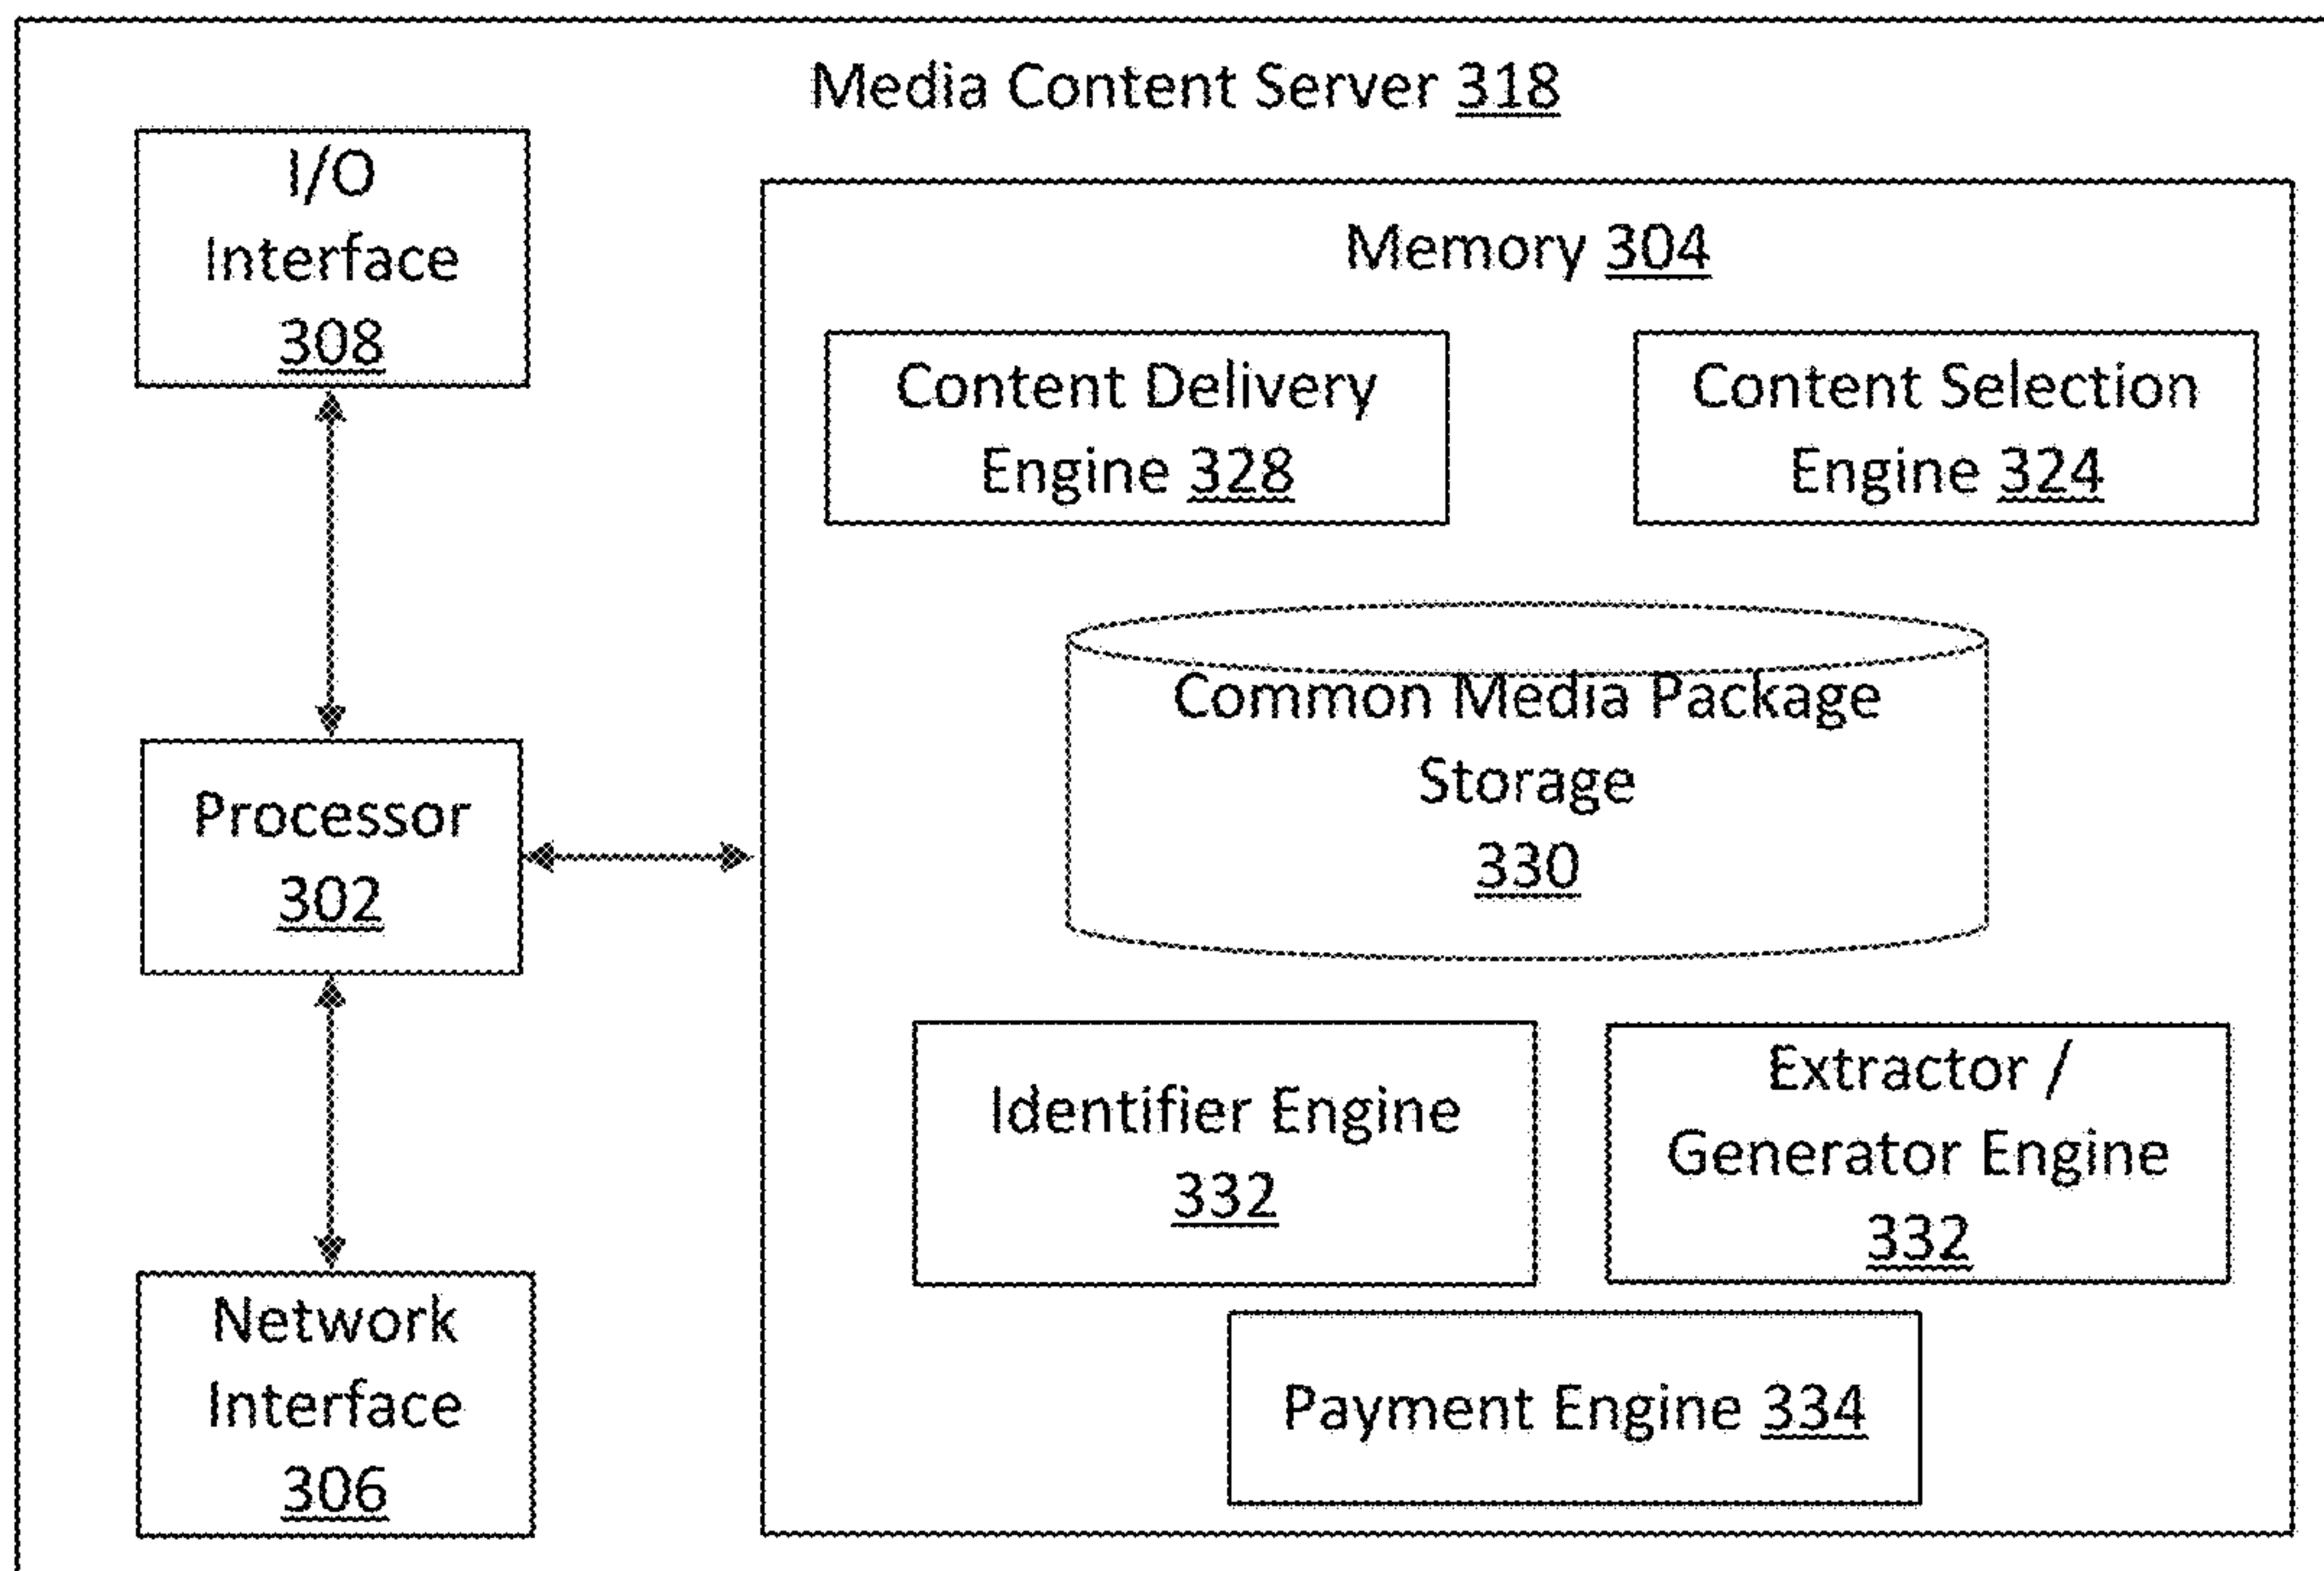 Media Content Server 318
I/O
Interface
308
Processor
302
Network
Interface
306
Memory 304
Content Delivery
Engine 328
Content Selection
Engine 324
Common Media Package
Storage
330
Identifier Engine
332
Extractor /
Generator Engine
332
Payment Engine 334